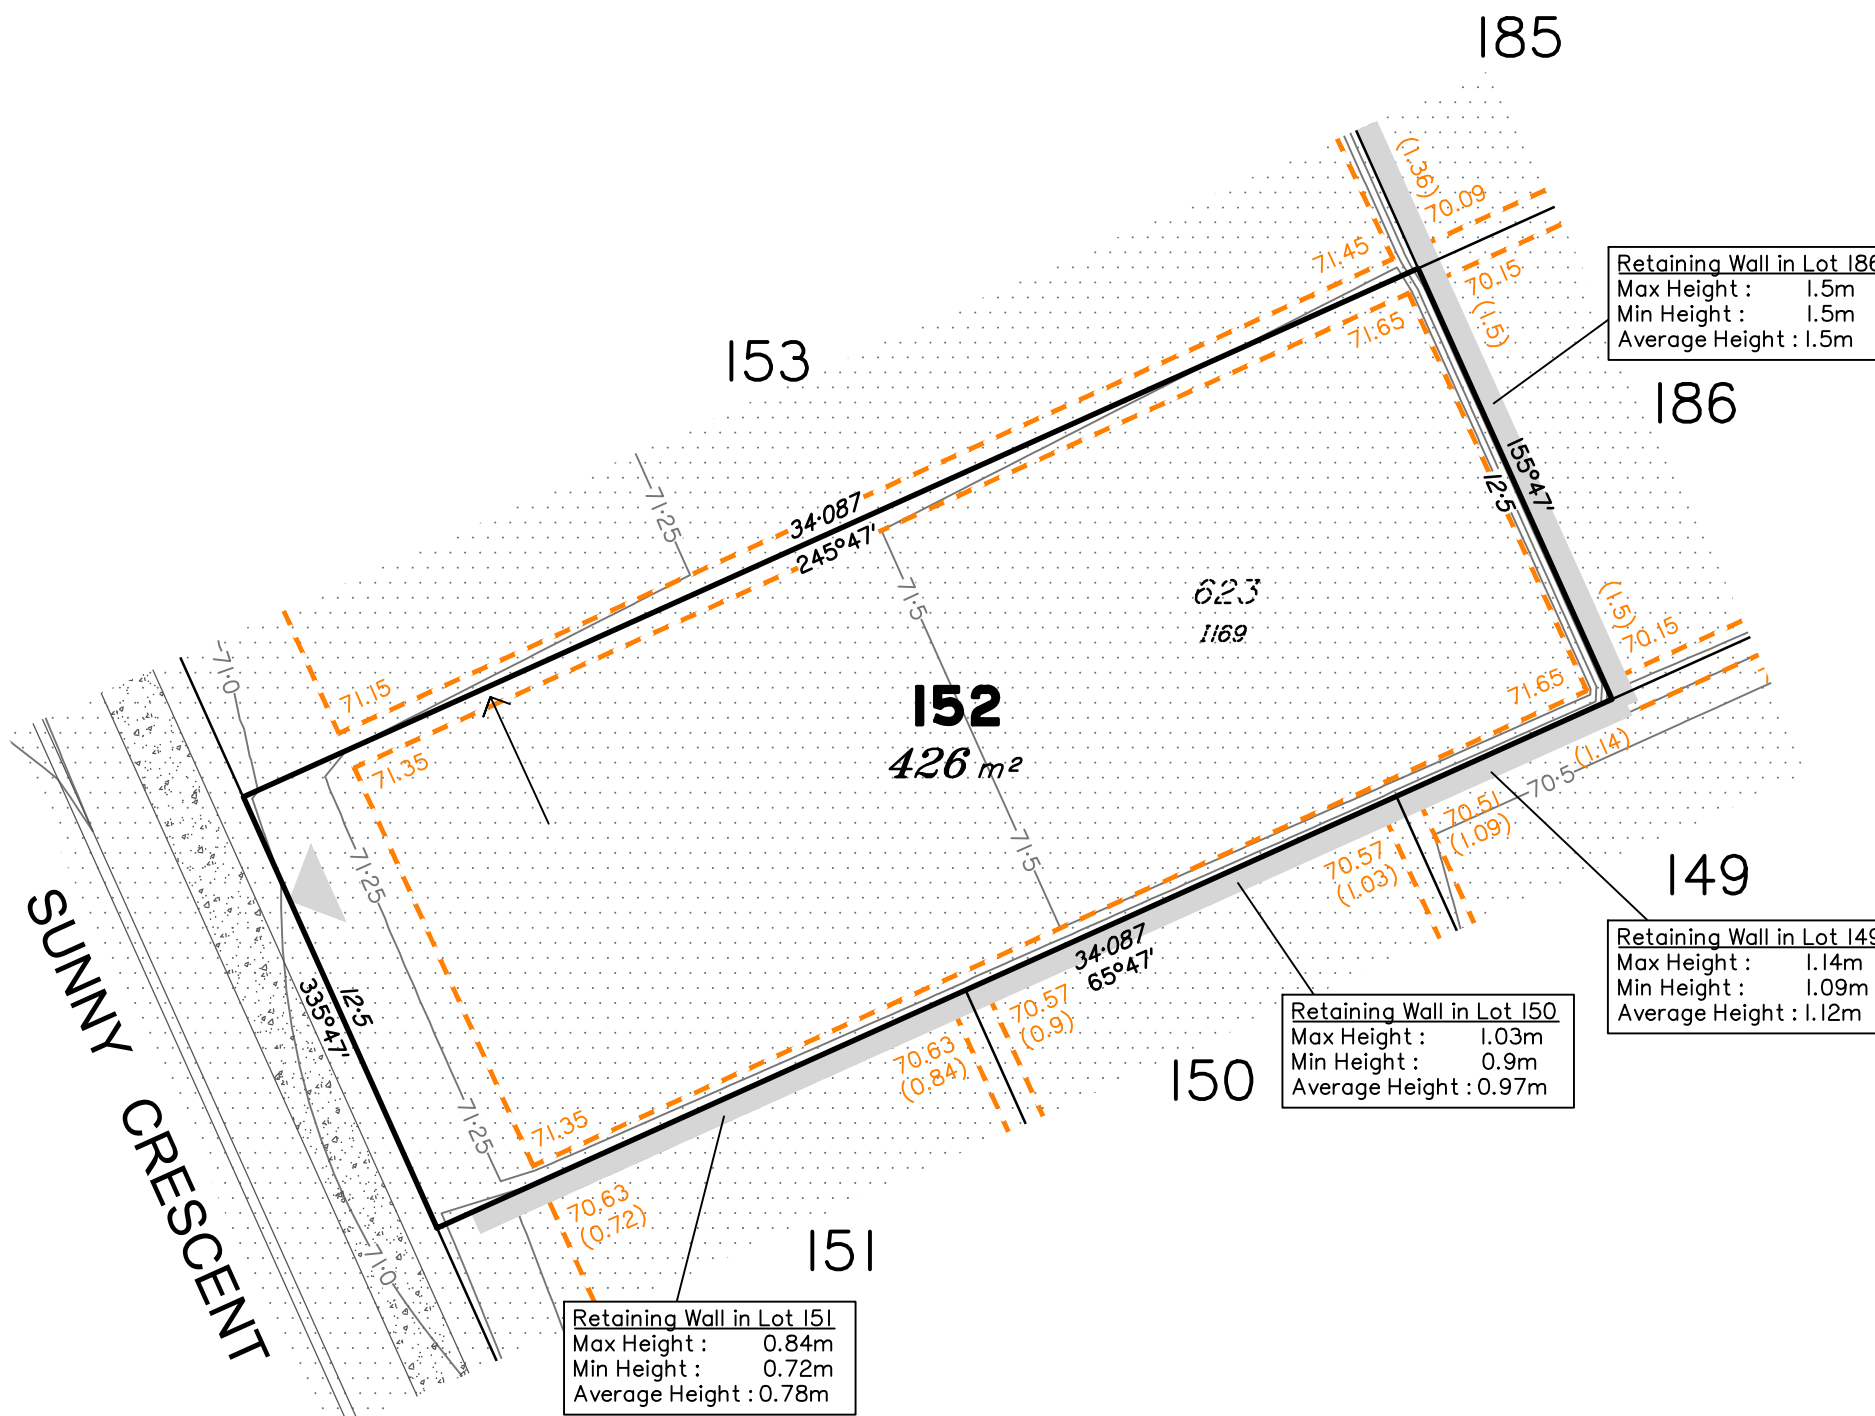 185
(1.36)
70.09
71.45
70.15
(1.5)
Retaining Wall in Lot 186
Max Height : 1.5m
Min Height : 1.5m
Average Height : 1.5m
71.65
153
186
155°47'
12·5
71·25
34·087
245°47'
71·5
623
1169
(1.5)
70.15
71·0
71.15
71.65
152
426 m²
71.35
(1.14)
70·5
70.51
(1.09)
71·5
70.57
(1.03)
149
71·25
SUNNY CRESCENT
34·087
65°47'
Retaining Wall in Lot 149
Max Height : 1.14m
Min Height : 1.09m
Average Height : 1.12m
12·5
335°47'
70.57
(0.9)
Retaining Wall in Lot 150
Max Height : 1.03m
Min Height : 0.9m
Average Height : 0.97m
70.63
(0.84)
150
71·25
71.35
70.63
(0.72)
71·0
151
Retaining Wall in Lot 151
Max Height : 0.84m
Min Height : 0.72m
Average Height : 0.78m